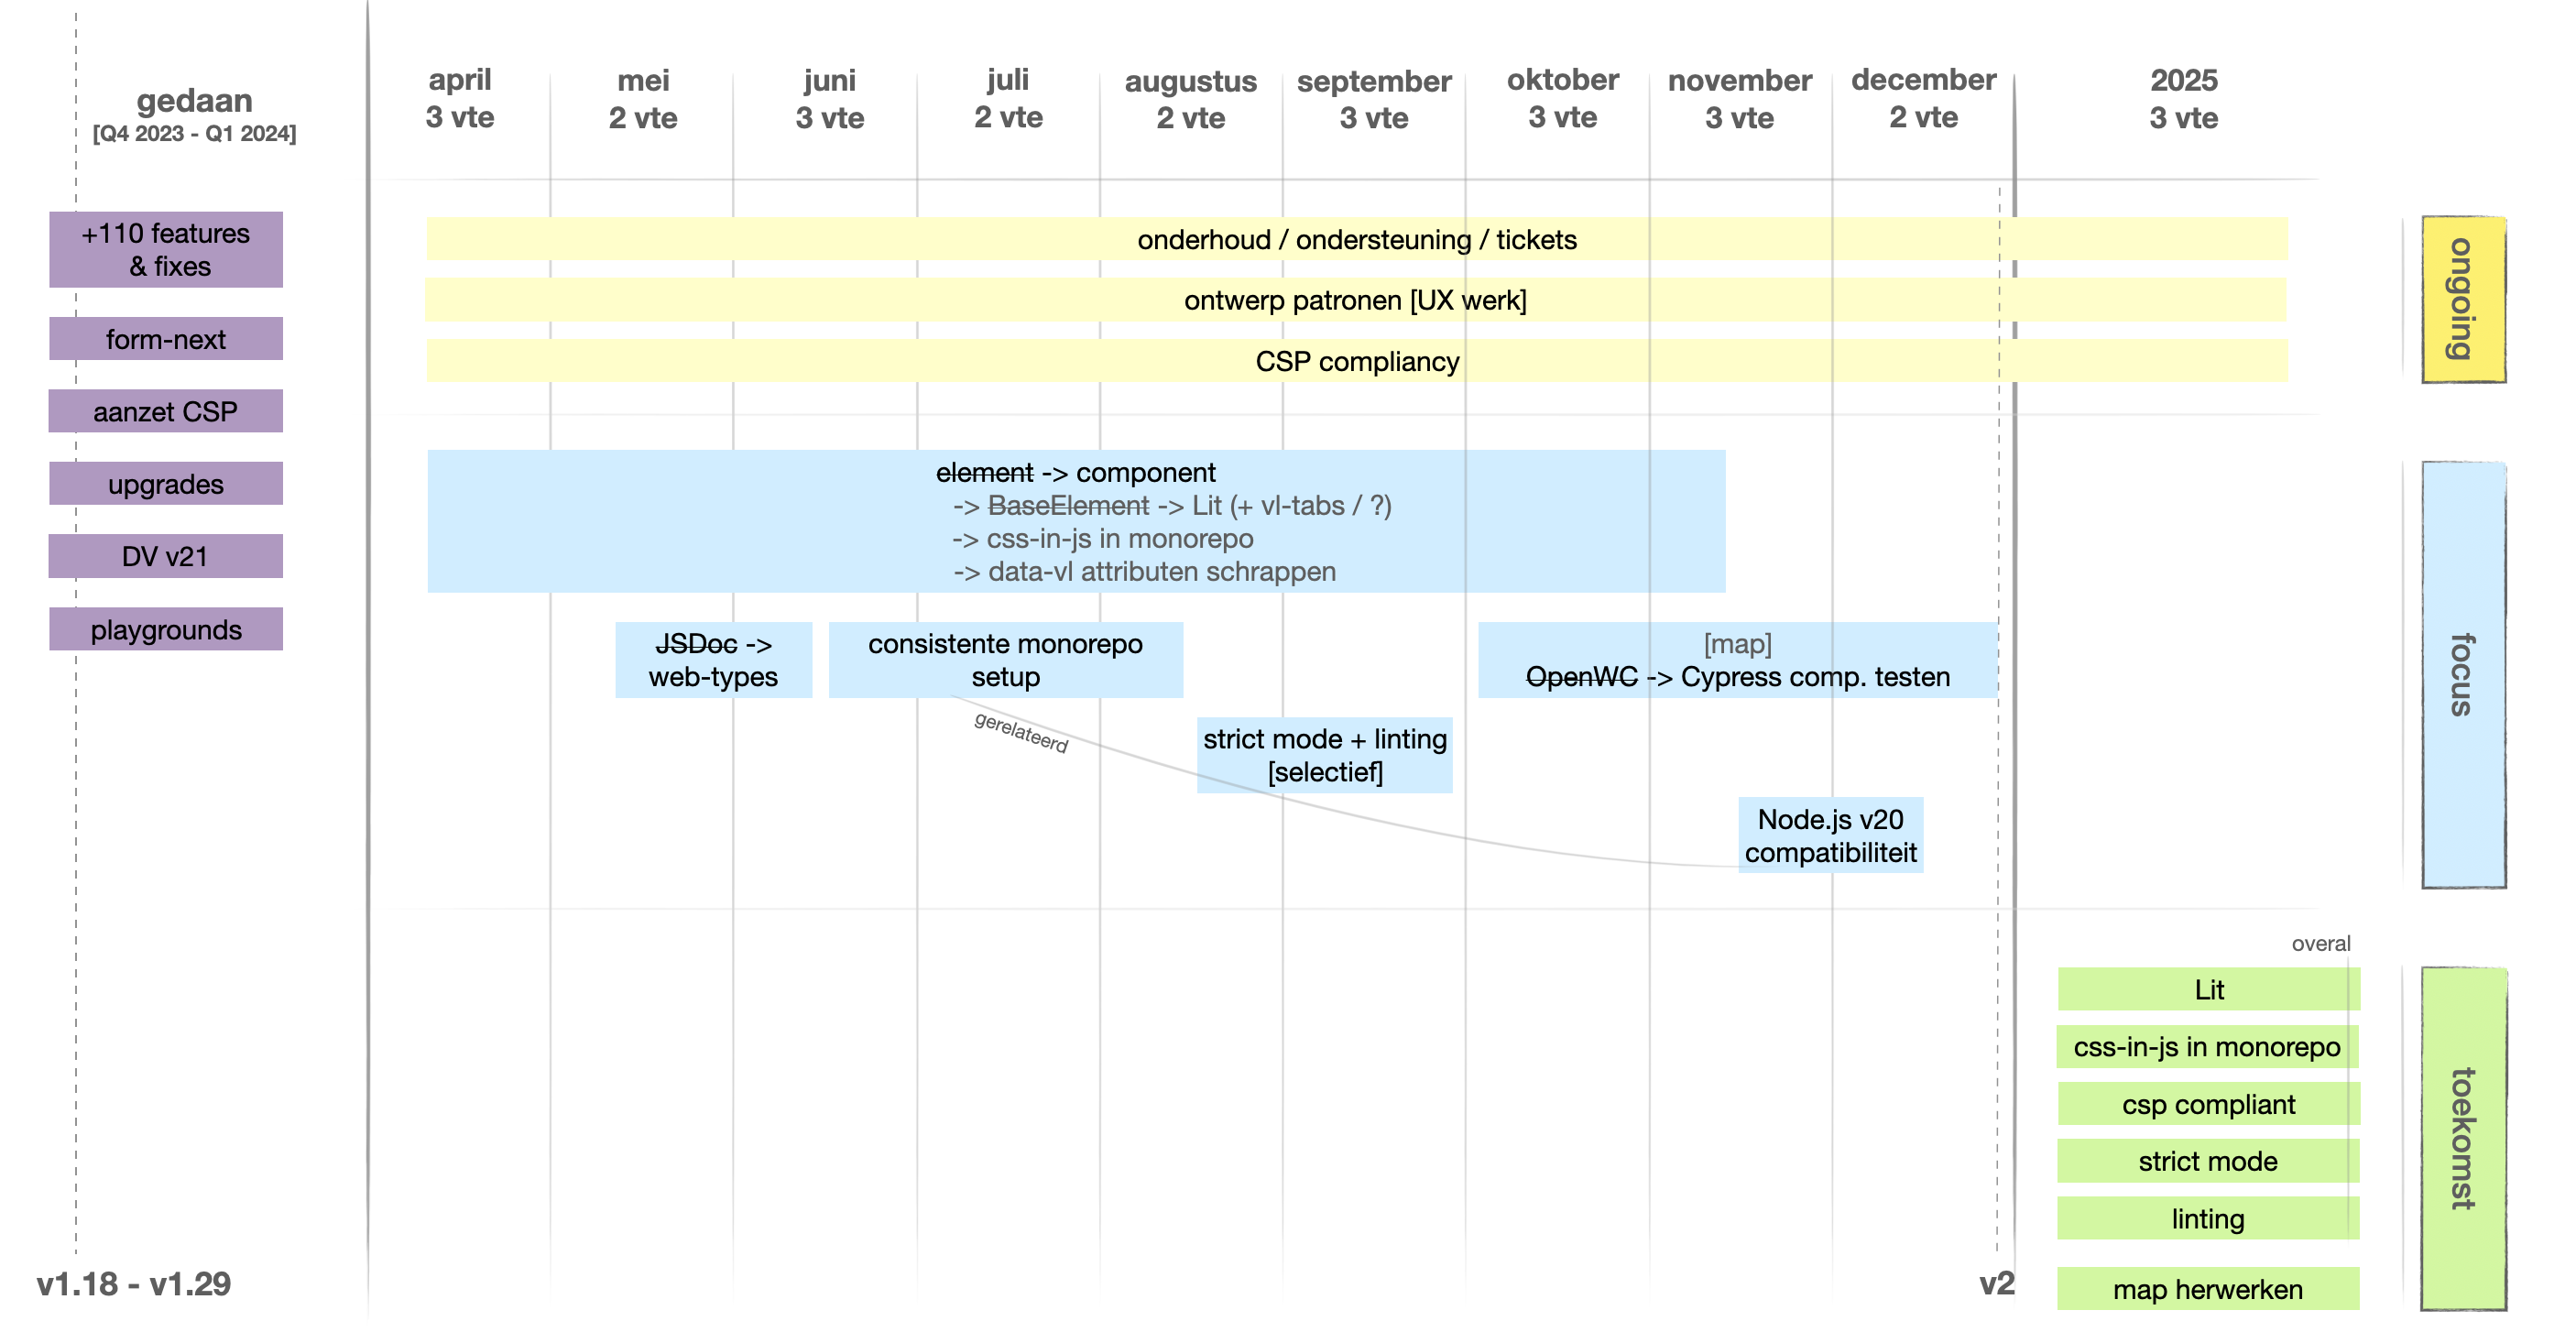 gedaan
[Q4 2023 - Q1 2024]
april
3 vte
mei
2 vte
juni
3 vte
juli
2 vte
augustus
2 vte
september
3 vte
oktober
3 vte
november
3 vte
december
2 vte
2025
3 vte
+110 features
& fixes
form-next
aanzet CSP
upgrades
DV v21
playgrounds
v1.18 - v1.29
onderhoud / ondersteuning / tickets
ontwerp patronen [UX werk]
CSP compliancy
ongoing
element -> component
-> BaseElement -> Lit (+ vl-tabs / ?)
-> css-in-js in monorepo
-> data-vl attributen schrappen
JSDoc ->
web-types
consistente monorepo
setup
[map]
OpenWC -> Cypress comp. testen
gerelateerd
strict mode + linting
[selectief]
Node.js v20
compatibiliteit
focus
overal
Lit
css-in-js in monorepo
csp compliant
strict mode
linting
map herwerken
toekomst
v2